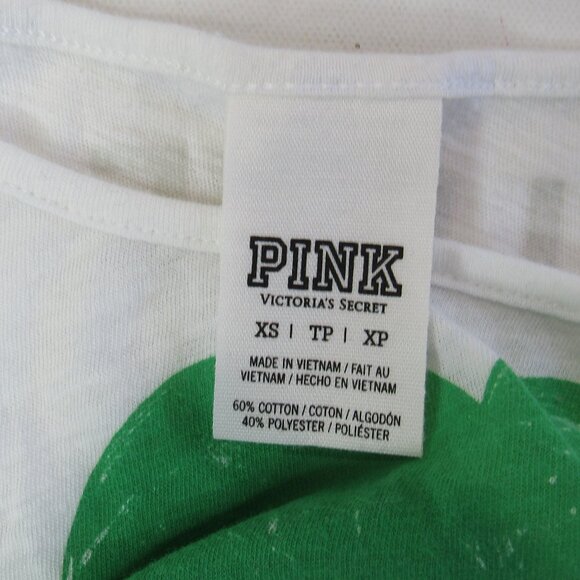 PINK
VICTORIA'S SECRET
XS | TP | XP
MADE IN VIETNAM / FAIT AU
VIETNAM / HECHO EN VIETNAM
60% COTTON / COTON / ALGODÓN
40% POLYESTER / POLIÉSTER